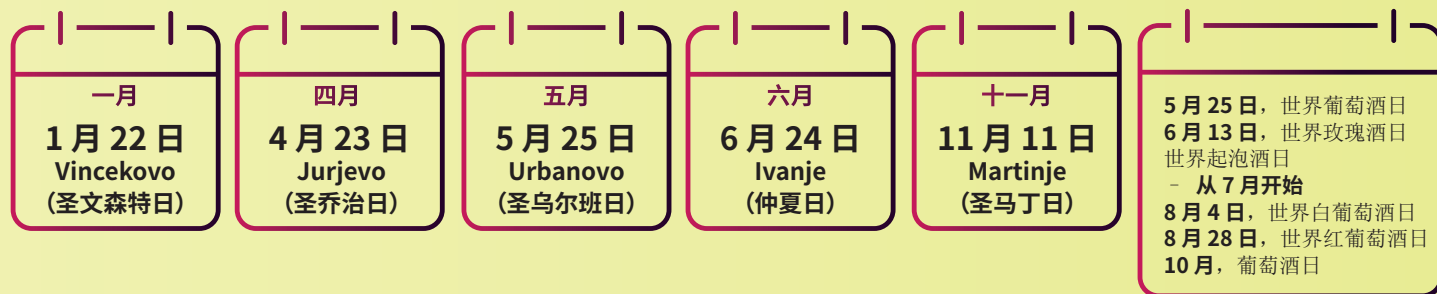 一月
1 月 22 日
Vincekovo
（圣文森特日）
四月
4 月 23 日
Jurjevo
（圣乔治日）
五月
5 月 25 日
Urbanovo
（圣乌尔班日）
六月
6 月 24 日
Ivanje
（仲夏日）
十一月
11 月 11 日
Martinje
（圣马丁日）
5 月 25 日，世界葡萄酒日
6 月 13 日，世界玫瑰酒日
世界起泡酒日
– 从 7 月开始
8 月 4 日，世界白葡萄酒日
8 月 28 日，世界红葡萄酒日
10 月，葡萄酒日